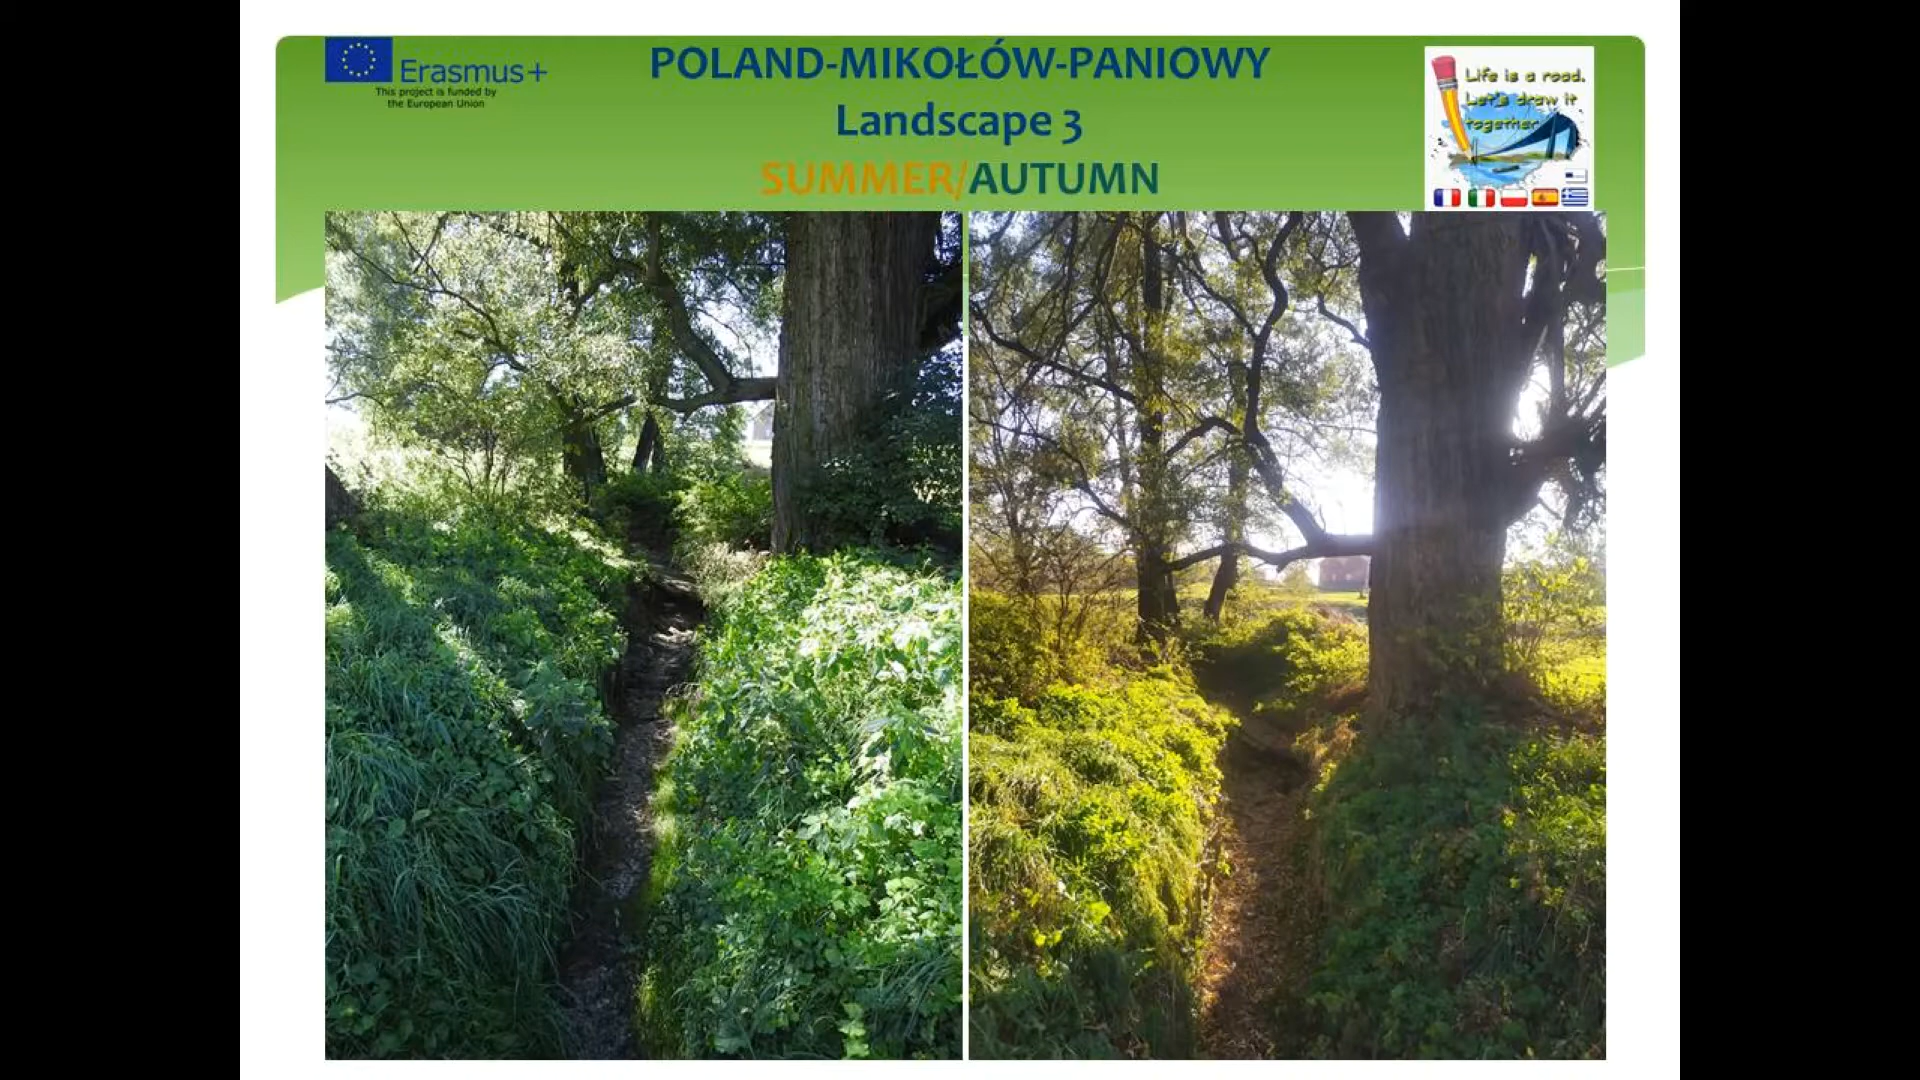 Erasmus+
This project is funded by
the European Union
POLAND-MIKOŁÓW-PANIOWY
Landscape 3
SUMMER/AUTUMN
Life is a road.
Let's draw it
together